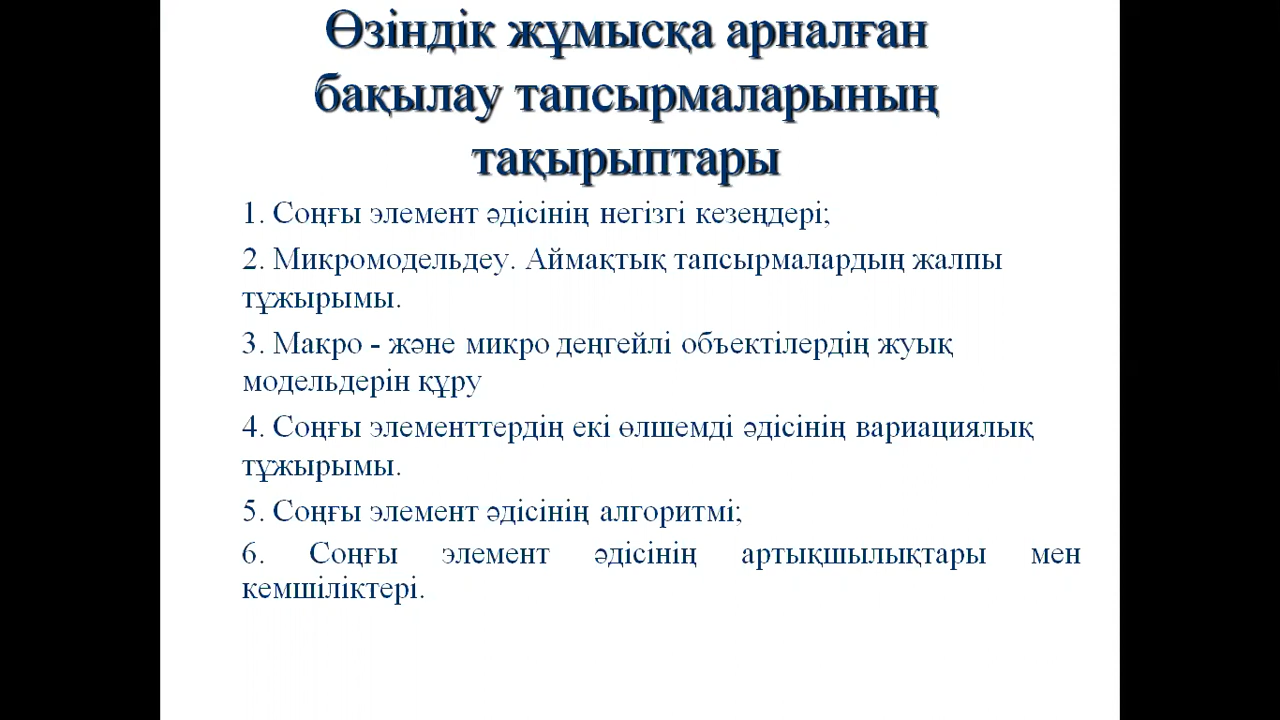 Өзіндік жұмысқа арналған
бақылау тапсырмаларының
тақырыптары
1. Соңғы элемент әдісінің негізгі кезеңдері;
2. Микромодельдеу. Аймақтық тапсырмалардың жалпы
тұжырымы.
3. Макро - және микро деңгейлі объектілердің жуық
модельдерін құру
4. Соңғы элементтердің екі өлшемді әдісінің вариациялық
тұжырымы.
5. Соңғы элемент әдісінің алгоритмі;
6. Соңғы элемент әдісінің артықшылықтары мен
кемшіліктері.